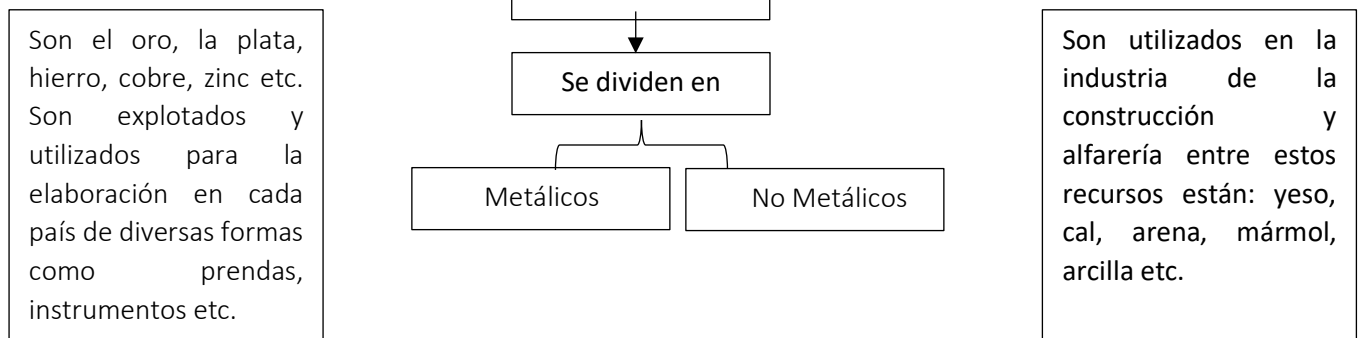 Son el oro, la plata,
hierro, cobre, zinc etc.
Son explotados y
utilizados para la
elaboración en cada
país de diversas formas
como prendas,
instrumentos etc.
Se dividen en
Metálicos
No Metálicos
Son utilizados en la
industria de la
construcción y
alfarería entre estos
recursos están: yeso,
cal, arena, mármol,
arcilla etc.